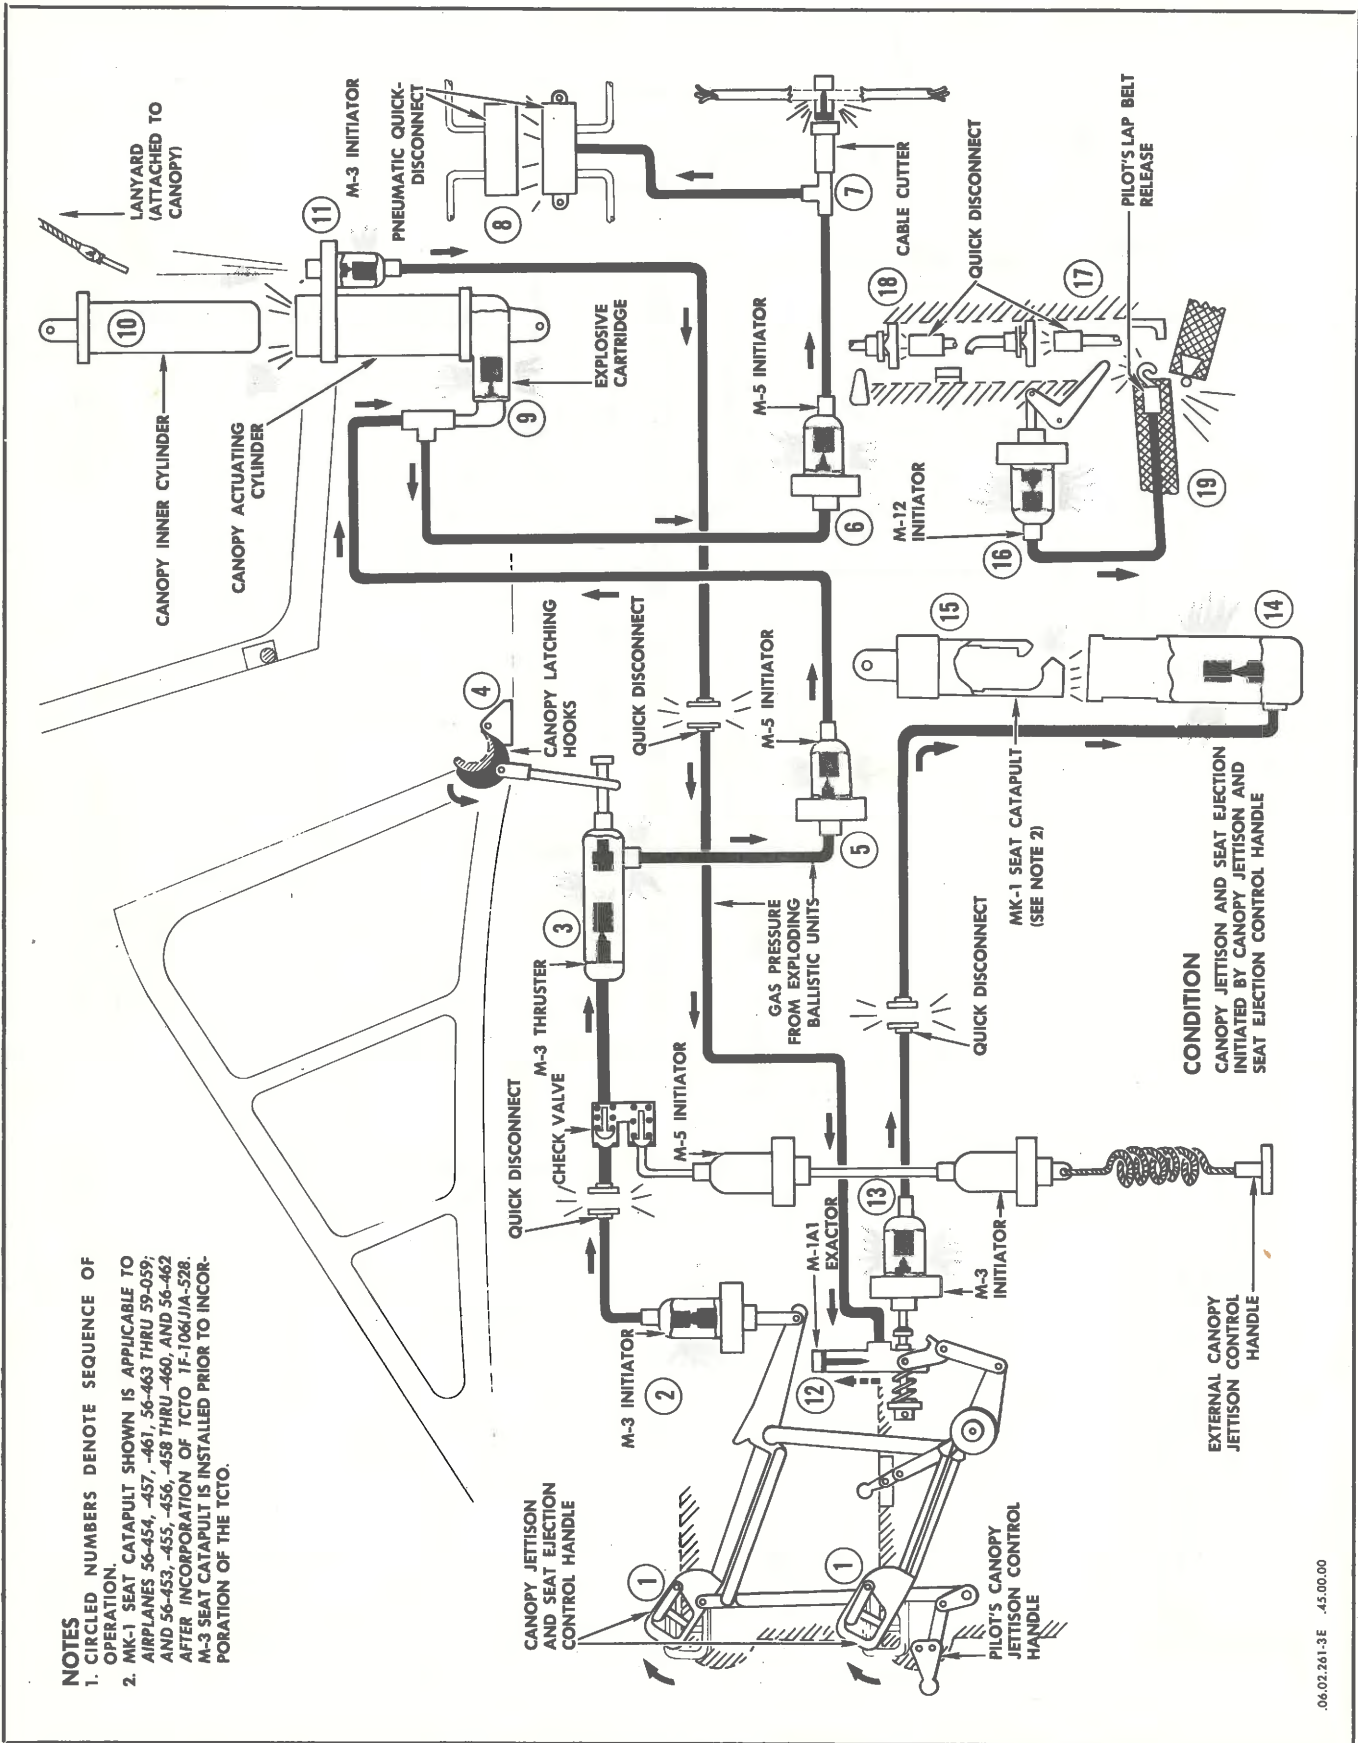 NOTES
1. CIRCLED NUMBERS DENOTE SEQUENCE OF
OPERATION.
2. MK-1 SEAT CATAPULT SHOWN IS APPLICABLE TO
AIRPLANES 56-454, -457, -461, 56-463 THRU 59-059;
AND 56-453, -455, -456, -458 THRU -460, AND 56-462
AFTER INCORPORATION OF TCTO 1F-106(J)A-528.
M-3 SEAT CATAPULT IS INSTALLED PRIOR TO INCOR-
PORATION OF THE TCTO.
LANYARD
(ATTACHED TO
CANOPY)
10
CANOPY INNER CYLINDER
CANOPY ACTUATING
CYLINDER
11
M-3 INITIATOR
PNEUMATIC QUICK-
DISCONNECT
8
9
EXPLOSIVE
CARTRIDGE
4
CANOPY LATCHING
HOOKS
QUICK DISCONNECT
CHECK VALVE
M-3 THRUSTER
3
QUICK DISCONNECT
M-3 INITIATOR
2
M-5 INITIATOR
GAS PRESSURE
FROM EXPLODING
BALLISTIC UNITS
5
M-5 INITIATOR
6
M-5 INITIATOR
7
CABLE CUTTER
18
QUICK DISCONNECT
17
PILOT'S LAP BELT
RELEASE
M-12
INITIATOR
16
19
CANOPY JETTISON
AND SEAT EJECTION
CONTROL HANDLE
1
1
12
M-1A1
EXACTOR
13
M-3
INITIATOR
QUICK DISCONNECT
15
14
MK-1 SEAT CATAPULT
(SEE NOTE 2)
PILOT'S CANOPY
JETTISON CONTROL
HANDLE
EXTERNAL CANOPY
JETTISON CONTROL
HANDLE
CONDITION
CANOPY JETTISON AND SEAT EJECTION
INITIATED BY CANOPY JETTISON AND
SEAT EJECTION CONTROL HANDLE
.06.02.261-3E .45.00.00